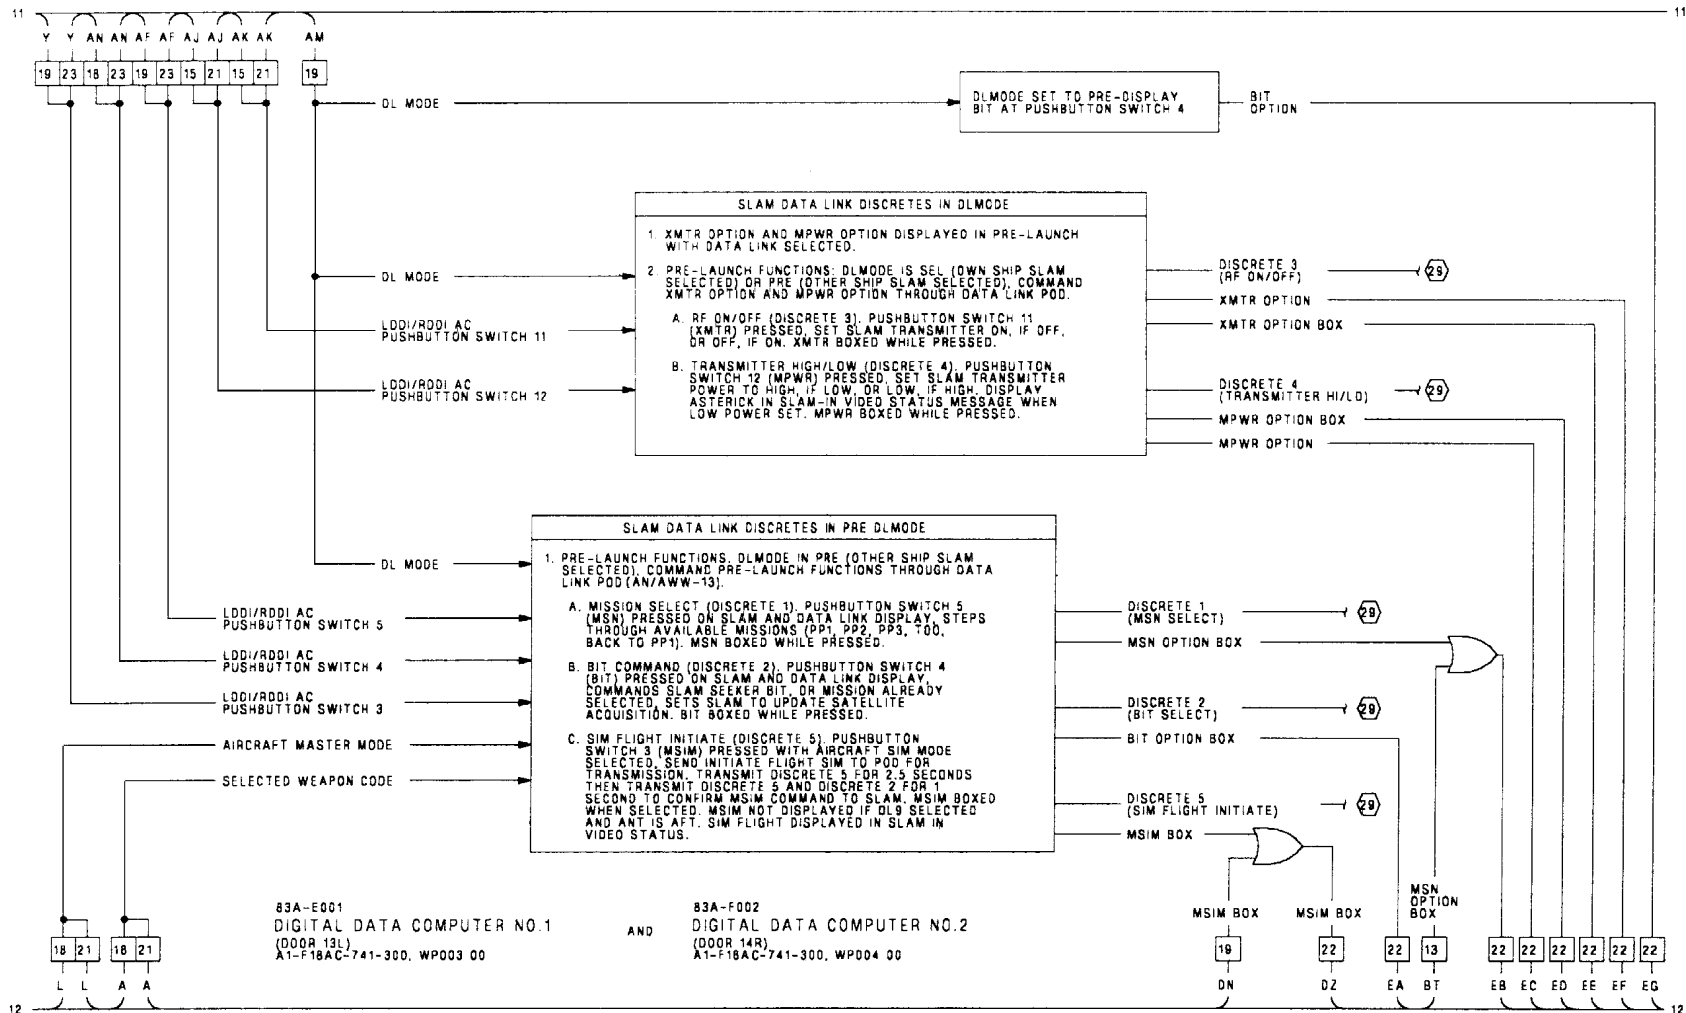 11 11
Y Y AN AN AF AF AJ AJ AK AK AM
19 23 18 23 19 23 15 21 15 21 19
DL MODE
DLMODE SET TO PRE-DISPLAY
BIT AT PUSHBUTTON SWITCH 4
BIT
OPTION
SLAM DATA LINK DISCRETES IN DLMODE
1. XMTR OPTION AND MPWR OPTION DISPLAYED IN PRE-LAUNCH
WITH DATA LINK SELECTED.
2. PRE-LAUNCH FUNCTIONS: DLMODE IS SEL (OWN SHIP SLAM
SELECTED) OR PRE (OTHER SHIP SLAM SELECTED), COMMAND
XMTR OPTION AND MPWR OPTION THROUGH DATA LINK POD.
A. RF ON/OFF (DISCRETE 3). PUSHBUTTON SWITCH 11
(XMTR) PRESSED, SET SLAM TRANSMITTER ON, IF OFF,
OR OFF, IF ON. XMTR BOXED WHILE PRESSED.
B. TRANSMITTER HIGH/LOW (DISCRETE 4). PUSHBUTTON
SWITCH 12 (MPWR) PRESSED, SET SLAM TRANSMITTER
POWER TO HIGH, IF LOW, OR LOW, IF HIGH. DISPLAY
ASTERICK IN SLAM-IN VIDEO STATUS MESSAGE WHEN
LOW POWER SET. MPWR BOXED WHILE PRESSED.
DL MODE
LDDI/RDDI AC
PUSHBUTTON SWITCH 11
LDDI/RDDI AC
PUSHBUTTON SWITCH 12
DISCRETE 3
(RF ON/OFF)
29
XMTR OPTION
XMTR OPTION BOX
DISCRETE 4
(TRANSMITTER HI/LO)
29
MPWR OPTION BOX
MPWR OPTION
SLAM DATA LINK DISCRETES IN PRE DLMODE
1. PRE-LAUNCH FUNCTIONS, DLMODE IN PRE (OTHER SHIP SLAM
SELECTED), COMMAND PRE-LAUNCH FUNCTIONS THROUGH DATA
LINK POD (AN/AWW-13).
A. MISSION SELECT (DISCRETE 1). PUSHBUTTON SWITCH 5
(MSN) PRESSED ON SLAM AND DATA LINK DISPLAY, STEPS
THROUGH AVAILABLE MISSIONS (PP1, PP2, PP3, TOO,
BACK TO PP1). MSN BOXED WHILE PRESSED.
B. BIT COMMAND (DISCRETE 2). PUSHBUTTON SWITCH 4
(BIT) PRESSED ON SLAM AND DATA LINK DISPLAY,
COMMANDS SLAM SEEKER BIT, OR MISSION ALREADY
SELECTED, SETS SLAM TO UPDATE SATELLITE
ACQUISITION. BIT BOXED WHILE PRESSED.
C. SIM FLIGHT INITIATE (DISCRETE 5). PUSHBUTTON
SWITCH 3 (MSIM) PRESSED WITH AIRCRAFT SIM MODE
SELECTED, SEND INITIATE FLIGHT SIM TO POD FOR
TRANSMISSION. TRANSMIT DISCRETE 5 FOR 2.5 SECONDS
THEN TRANSMIT DISCRETE 5 AND DISCRETE 2 FOR 1
SECOND TO CONFIRM MSIM COMMAND TO SLAM. MSIM BOXED
WHEN SELECTED. MSIM NOT DISPLAYED IF DL9 SELECTED
AND ANT IS AFT. SIM FLIGHT DISPLAYED IN SLAM IN
VIDEO STATUS.
DL MODE
LDDI/RDDI AC
PUSHBUTTON SWITCH 5
LDDI/RDDI AC
PUSHBUTTON SWITCH 4
LDDI/RDDI AC
PUSHBUTTON SWITCH 3
AIRCRAFT MASTER MODE
SELECTED WEAPON CODE
DISCRETE 1
(MSN SELECT)
29
MSN OPTION BOX
DISCRETE 2
(BIT SELECT)
29
BIT OPTION BOX
DISCRETE 5
(SIM FLIGHT INITIATE)
29
MSIM BOX
83A-E001
DIGITAL DATA COMPUTER NO.1
(DOOR 13L)
A1-F18AC-741-300, WP003 00
AND
83A-F002
DIGITAL DATA COMPUTER NO.2
(DOOR 14R)
A1-F18AC-741-300, WP004 00
MSIM BOX
MSIM BOX
MSN
OPTION
BOX
18 21 18 21 19 22 22 13 22 22 22 22 22 22
L L A A DN DZ EA BT EB EC ED EE EF EG
12 12